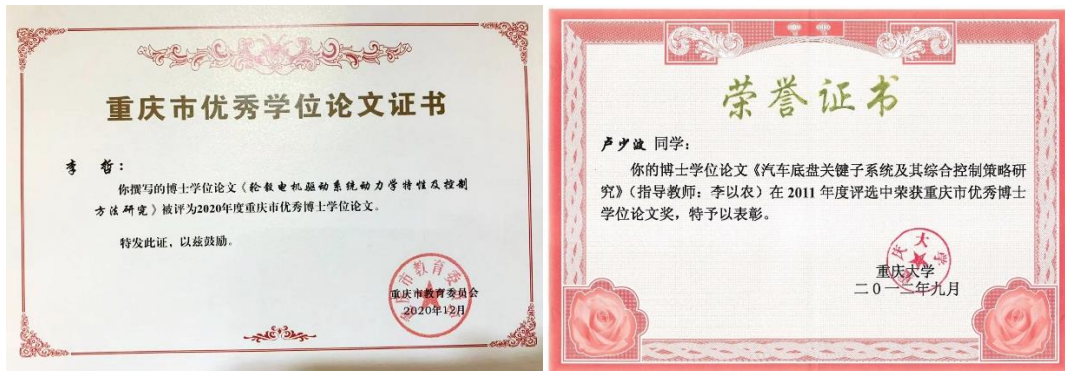 重庆市优秀学位论文证书
李 哲：
你撰写的博士学位论文《轮毂电机驱动系统动力学特性及控制
方法研究》被评为2020年度重庆市优秀博士学位论文。
特发此证，以兹鼓励。
重庆市教育委员会
2020年12月
荣誉证书
卢少波 同学：
你的博士学位论文《汽车底盘关键子系统及其综合控制策略研
究》（指导教师：李以农）在 2011 年度评选中荣获重庆市优秀博士
学位论文奖，特予以表彰。
重庆大学
二0一二年九月